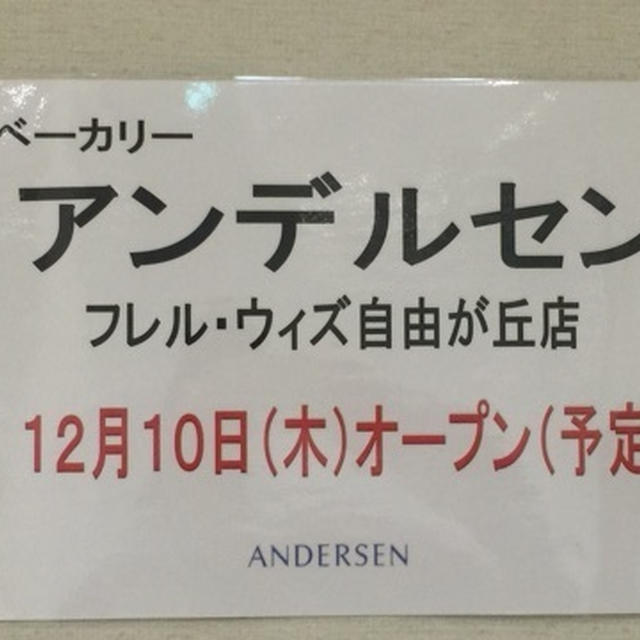 ベーカリー
アンデルセン
フレル・ウィズ自由が丘店
12月10日(木)オープン(予定
ANDERSEN